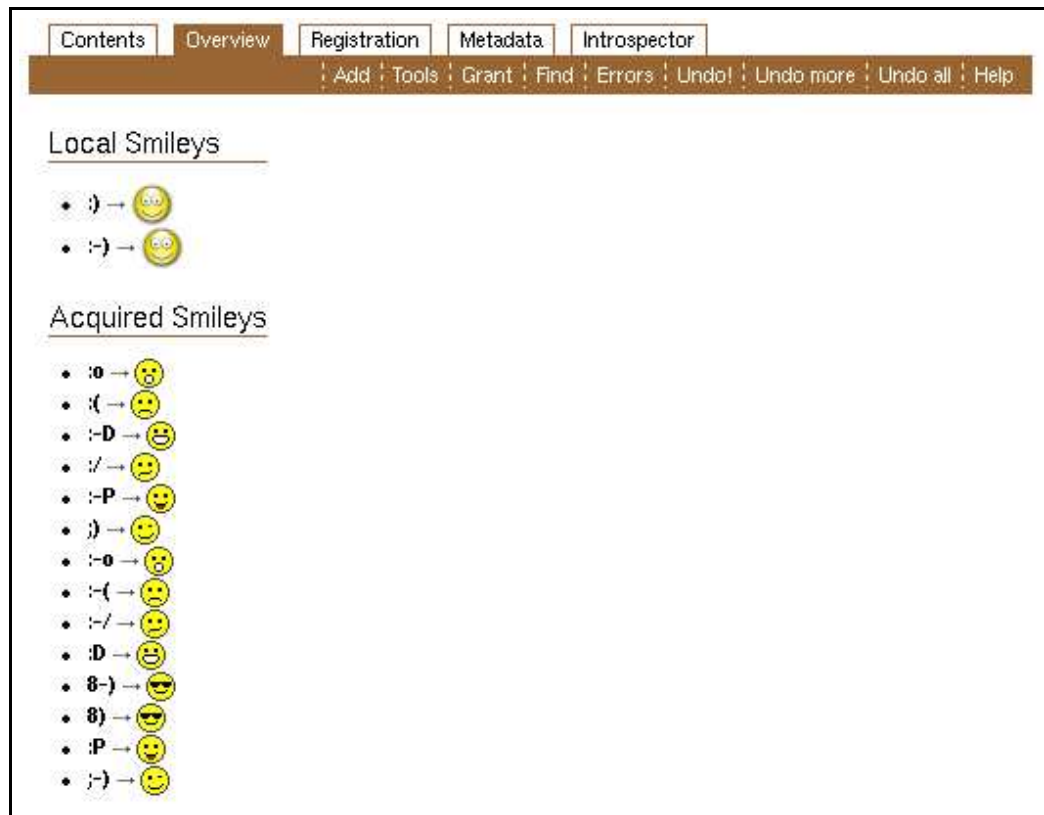 Contents Overview Registration Metadata Introspector
Add Tools Grant Find Errors Undo! Undo more Undo all Help
Local Smileys
:) →
:-) →
Acquired Smileys
:o →
:( →
:-D →
:/ →
:-P →
;) →
:-o →
:-( →
:-/ →
:D →
8-) →
8) →
:P →
;-) →